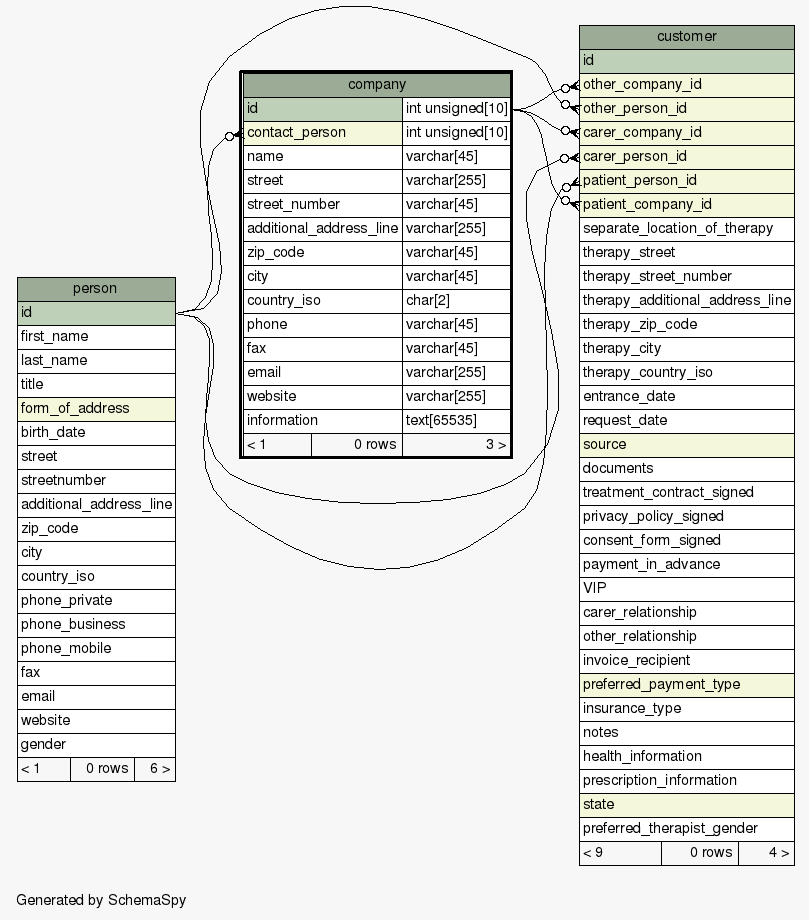 customer
id
other_company_id
other_person_id
carer_company_id
carer_person_id
patient_person_id
patient_company_id
separate_location_of_therapy
therapy_street
therapy_street_number
therapy_additional_address_line
therapy_zip_code
therapy_city
therapy_country_iso
entrance_date
request_date
source
documents
treatment_contract_signed
privacy_policy_signed
consent_form_signed
payment_in_advance
VIP
carer_relationship
other_relationship
invoice_recipient
preferred_payment_type
insurance_type
notes
health_information
prescription_information
state
preferred_therapist_gender
< 9 0 rows 4 >
company
id int unsigned[10]
contact_person int unsigned[10]
name varchar[45]
street varchar[255]
street_number varchar[45]
additional_address_line varchar[255]
zip_code varchar[45]
city varchar[45]
country_iso char[2]
phone varchar[45]
fax varchar[45]
email varchar[255]
website varchar[255]
information text[65535]
< 1 0 rows 3 >
person
id
first_name
last_name
title
form_of_address
birth_date
street
streetnumber
additional_address_line
zip_code
city
country_iso
phone_private
phone_business
phone_mobile
fax
email
website
gender
< 1 0 rows 6 >
Generated by SchemaSpy